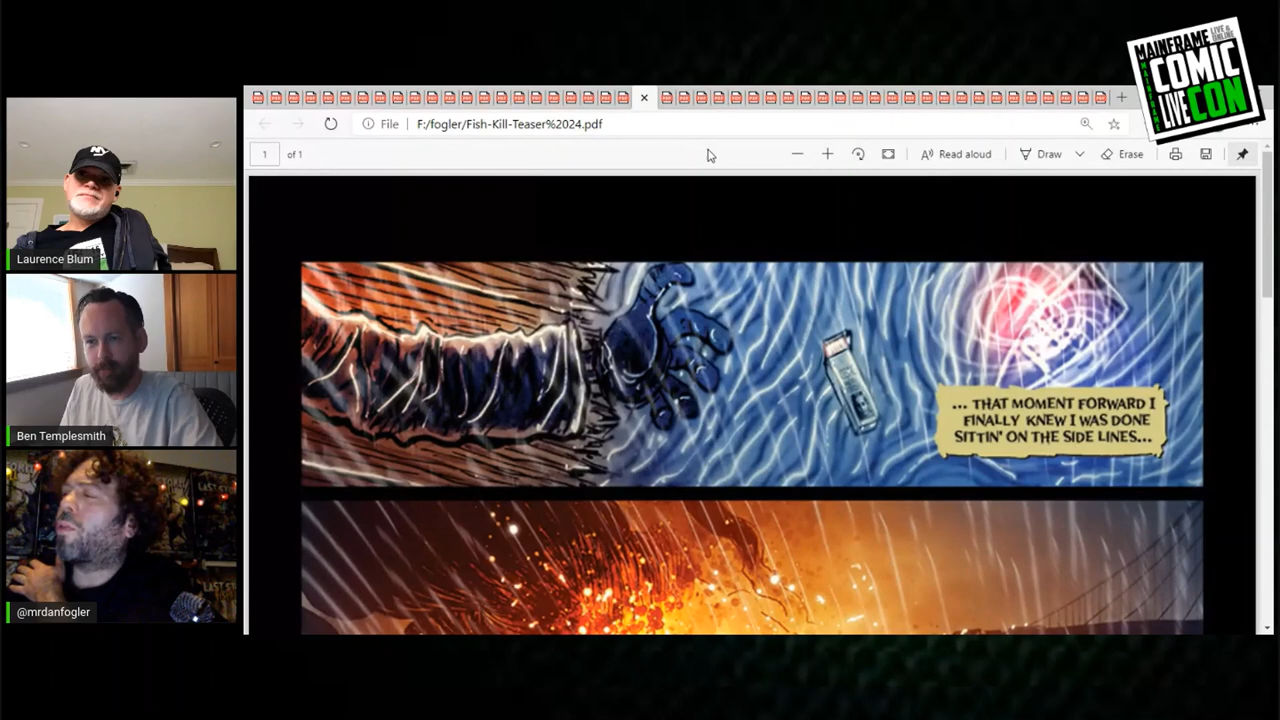 MAINFRAME LIVE & ONLINE
MAINFRAME
COMIC
LIVE CON
File
F:/fogler/Fish-Kill-Teaser%2024.pdf
1 of 1
Read aloud
Draw
Erase
Laurence Blum
Ben Templesmith
@mrdanfogler
... THAT MOMENT FORWARD I
FINALLY KNEW I WAS DONE
SITTIN' ON THE SIDE LINES...